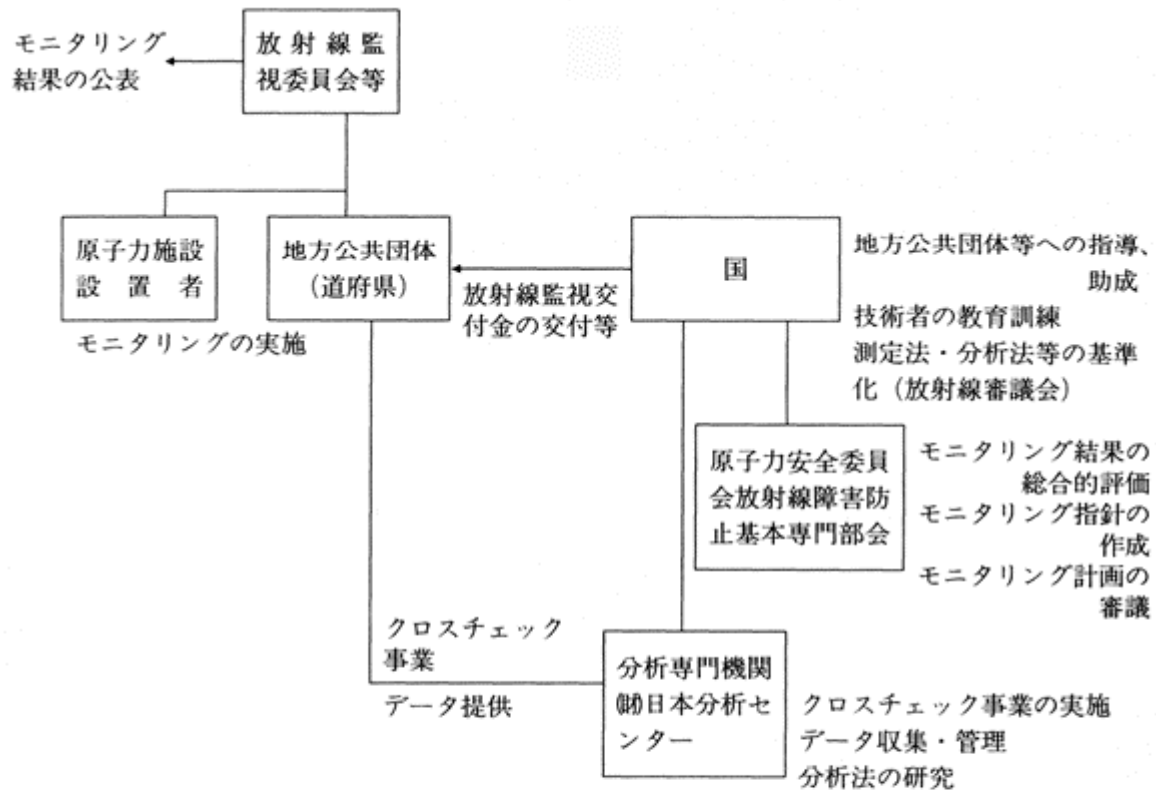 モニタリング
結果の公表
放射線監
視委員会等
原子力施設
設置者
地方公共団体
(道府県)
モニタリングの実施
放射線監視交
付金の交付等
国
地方公共団体等への指導、
助成
技術者の教育訓練
測定法・分析法等の基準
化(放射線審議会)
原子力安全委員
会放射線障害防
止基本専門部会
モニタリング結果の
総合的評価
モニタリング指針の
作成
モニタリング計画の
審議
クロスチェック
事業
データ提供
分析専門機関
㈶日本分析セ
ンター
クロスチェック事業の実施
データ収集・管理
分析法の研究